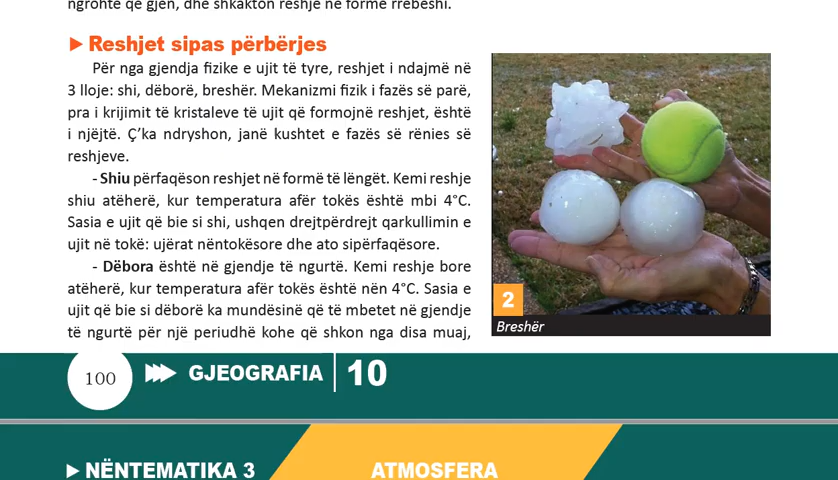 ngrohtë që gjen, dhe shkakton reshje në formë rrebeshi.
Reshjet sipas përbërjes
Për nga gjendja fizike e ujit të tyre, reshjet i ndajmë në
3 lloje: shi, dëborë, breshër. Mekanizmi fizik i fazës së parë,
pra i krijimit të kristaleve të ujit që formojnë reshjet, është
i njëjtë. Ç’ka ndryshon, janë kushtet e fazës së rënies së
reshjeve.
- Shiu përfaqëson reshjet në formë të lëngët. Kemi reshje
shiu atëherë, kur temperatura afër tokës është mbi 4°C.
Sasia e ujit që bie si shi, ushqen drejtpërdrejt qarkullimin e
ujit në tokë: ujërat nëntokësore dhe ato sipërfaqësore.
- Dëbora është në gjendje të ngurtë. Kemi reshje bore
atëherë, kur temperatura afër tokës është nën 4°C. Sasia e
ujit që bie si dëborë ka mundësinë që të mbetet në gjendje
të ngurtë për një periudhë kohe që shkon nga disa muaj,
2
Breshër
100 GJEOGRAFIA 10
NËNTEMATIKA 3 ATMOSFERA